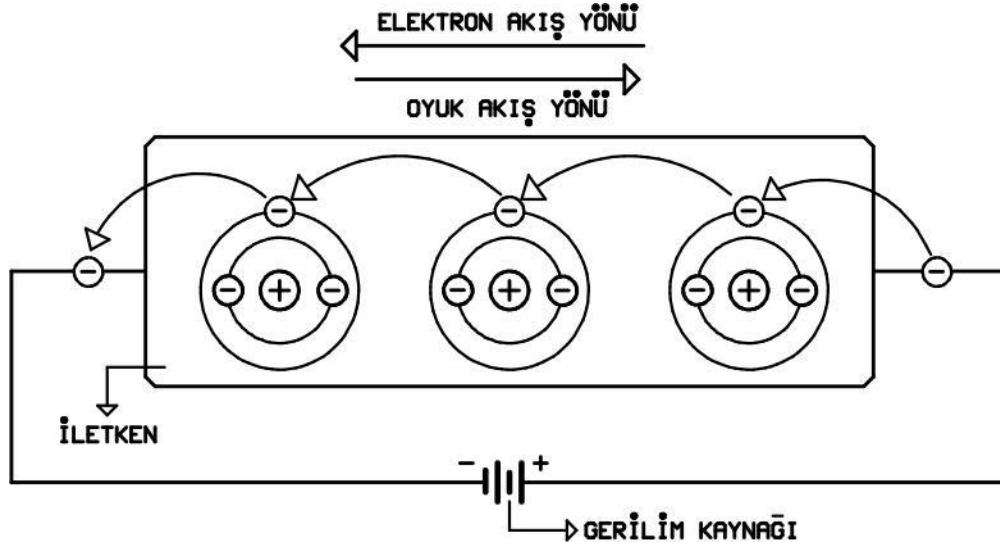 ELEKTRON AKIŞ YÖNÜ
OYUK AKIŞ YÖNÜ
İLETKEN
- +
GERİLİM KAYNAĞI